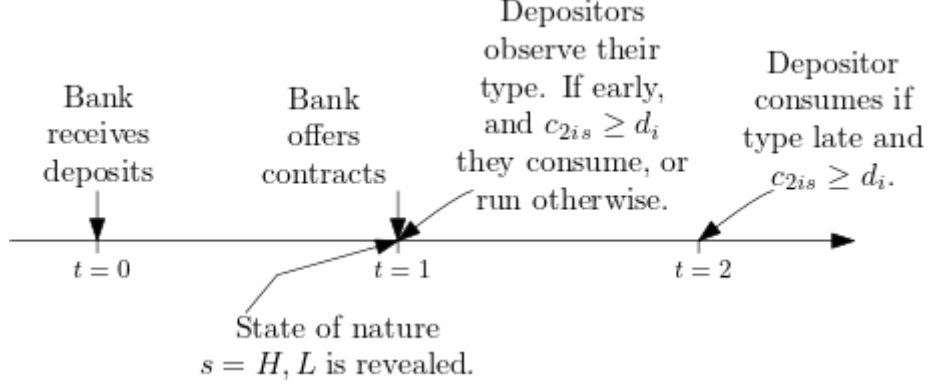 Bank
receives
deposits
Bank
offers
contracts
Depositors
observe their
type. If early,
and $c_{2is} \geq d_i$
they consume, or
run otherwise.
Depositor
consumes if
type late and
$c_{2is} \geq d_i$.
$t = 0$
$t = 1$
$t = 2$
State of nature
$s = H, L$ is revealed.